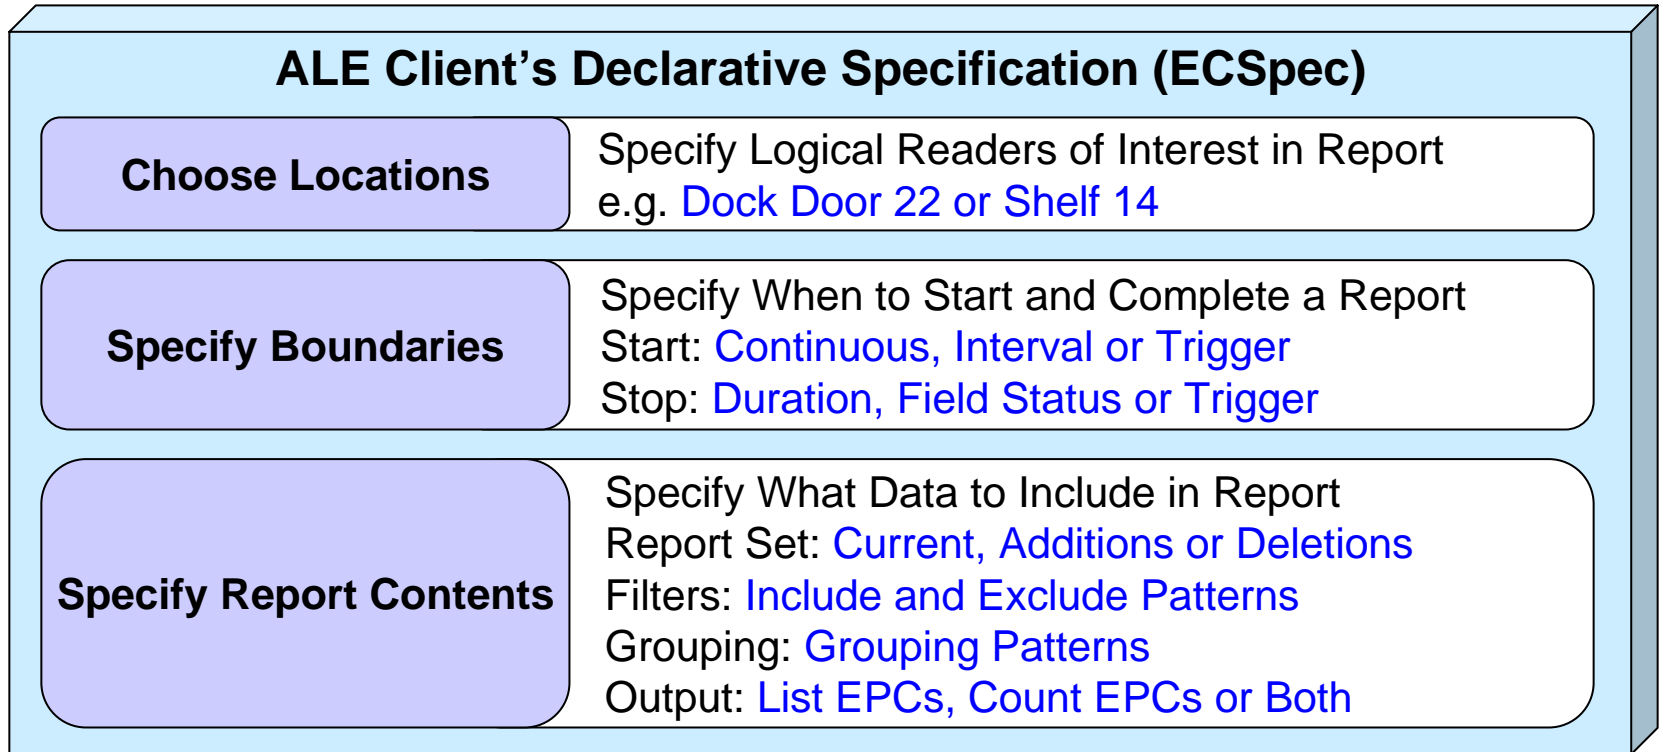 ALE Client’s Declarative Specification (ECSpec)
Choose Locations
Specify Logical Readers of Interest in Report
e.g. Dock Door 22 or Shelf 14
Specify Boundaries
Specify When to Start and Complete a Report
Start: Continuous, Interval or Trigger
Stop: Duration, Field Status or Trigger
Specify Report Contents
Specify What Data to Include in Report
Report Set: Current, Additions or Deletions
Filters: Include and Exclude Patterns
Grouping: Grouping Patterns
Output: List EPCs, Count EPCs or Both